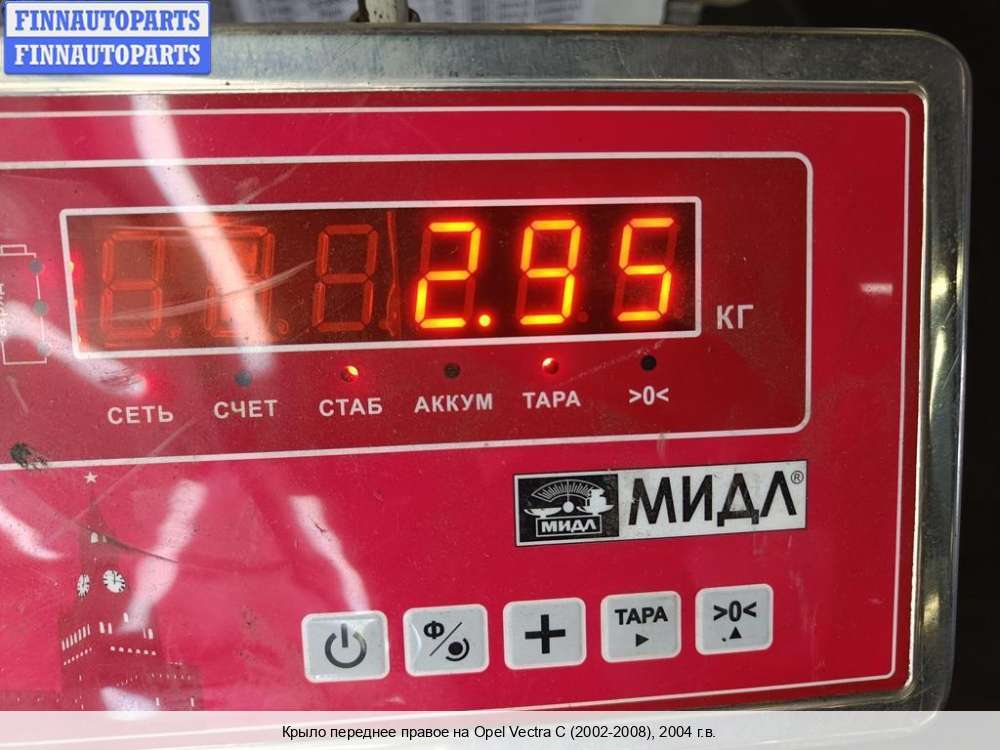 FINNAUTOPARTS
FINNAUTOPARTS
2.95
КГ
СЕТЬ СЧЕТ СТАБ АККУМ ТАРА >0<
МИДЛ МИДЛ®
Ф ТАРА >0<
Крыло переднее правое на Opel Vectra C (2002-2008), 2004 г.в.